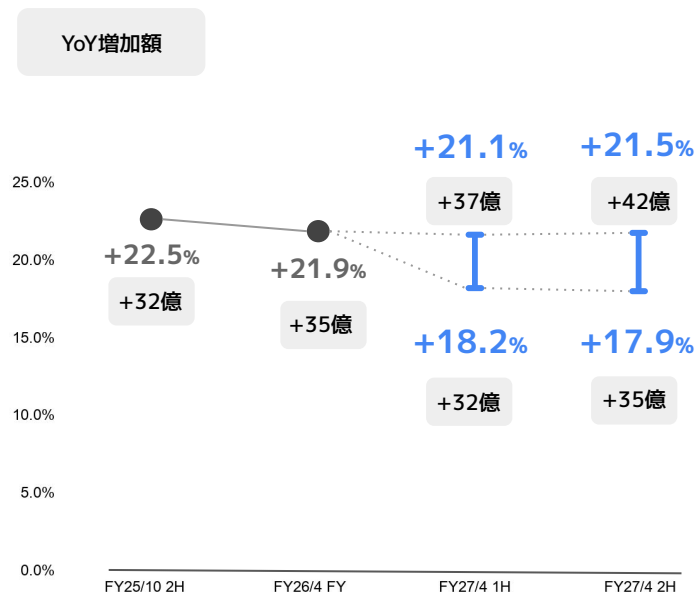 YoY増加額
+21.1%
+21.5%
25.0%
+37億
+42億
+22.5%
20.0%
+21.9%
+32億
+35億
15.0%
+18.2%
+17.9%
+32億
+35億
10.0%
5.0%
0.0%
FY25/10 2H
FY26/4 FY
FY27/4 1H
FY27/4 2H